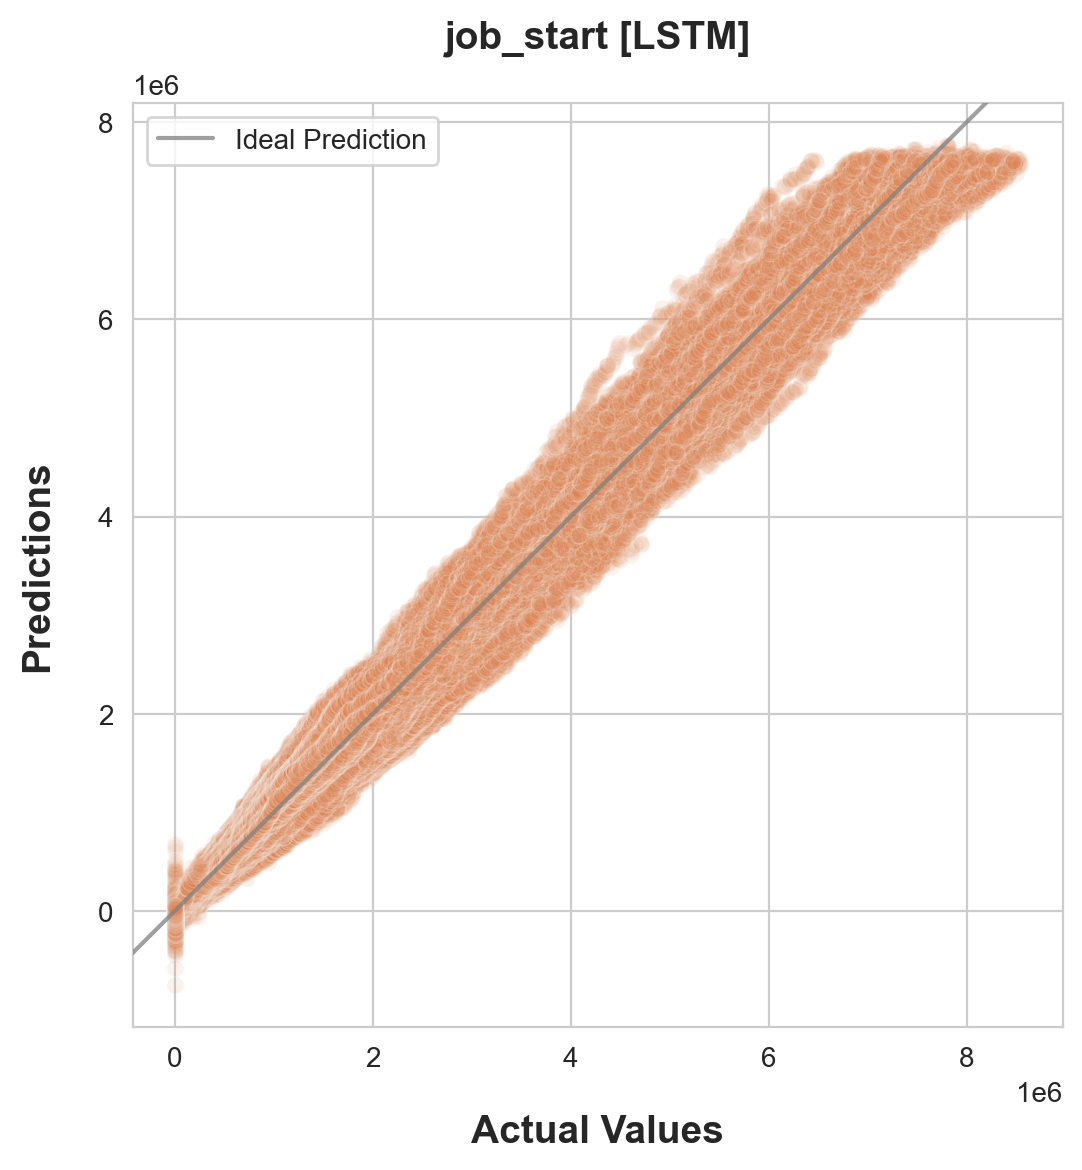 job_start [LSTM]
1e6
Ideal Prediction
8
6
4
2
0
Predictions
0 2 4 6 8
1e6
Actual Values